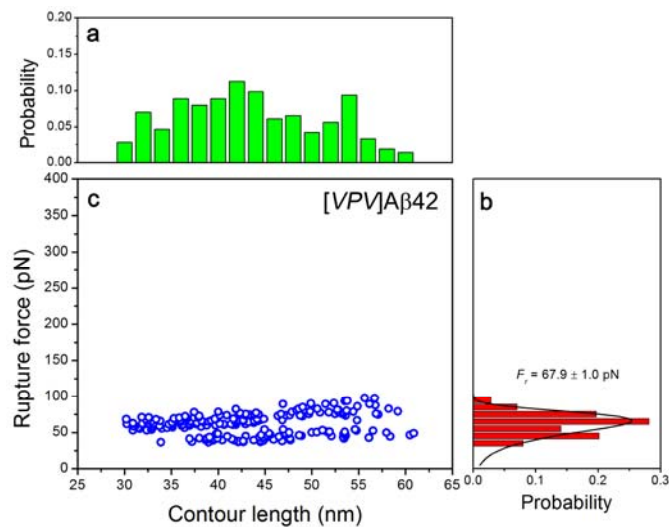 0.20
a
0.15
0.10
0.05
0.00
Probability
400
c
[VPV]Aβ42
b
350
300
250
200
150
100
50
0
Rupture force (pN)
Fr = 67.9 ± 1.0 pN
25 30 35 40 45 50 55 60 65
0.0 0.1 0.2 0.3
Contour length (nm)
Probability